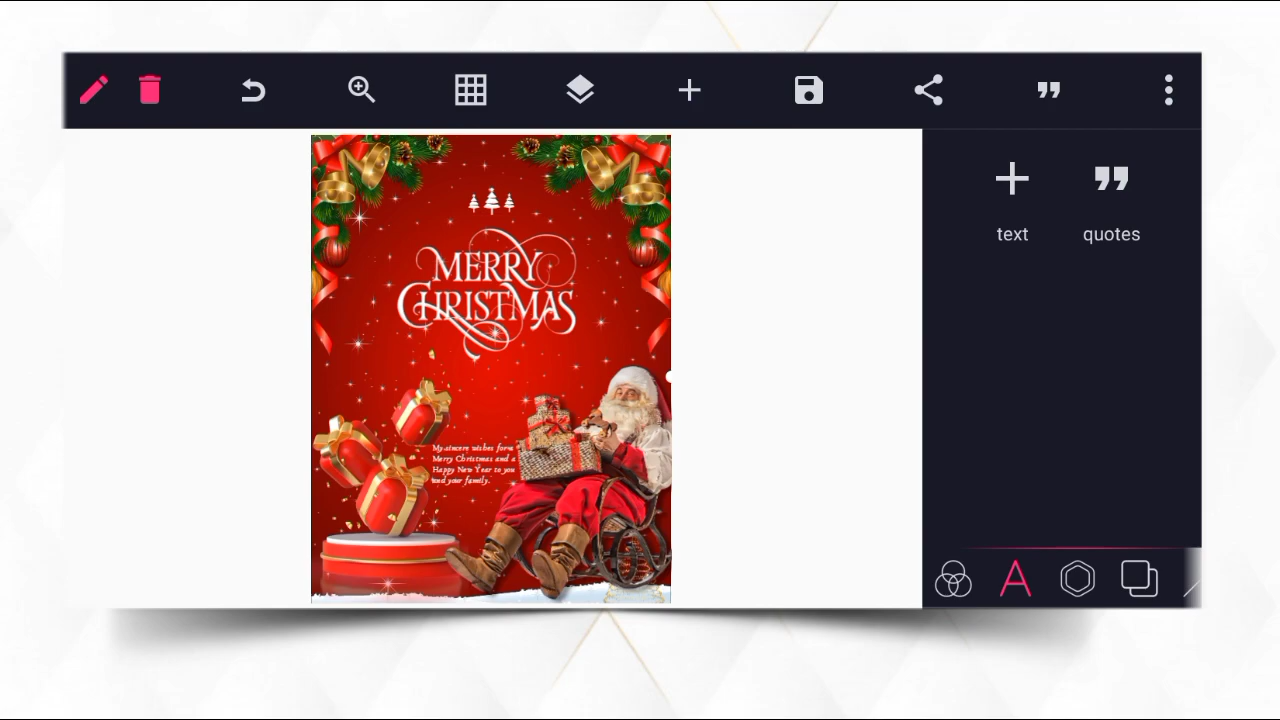 text
quotes
MERRY
CHRISTMAS
My sincere wishes for a
Merry Christmas and a
Happy New Year to you
and your family.